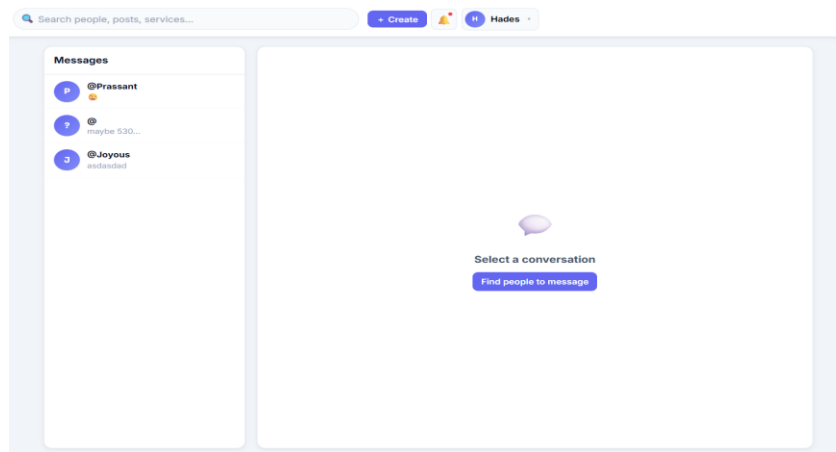 Search people, posts, services...
+ Create
H
Hades
Messages
P
@Prassant
?
@
maybe 530...
J
@Joyous
asdasdad
Select a conversation
Find people to message